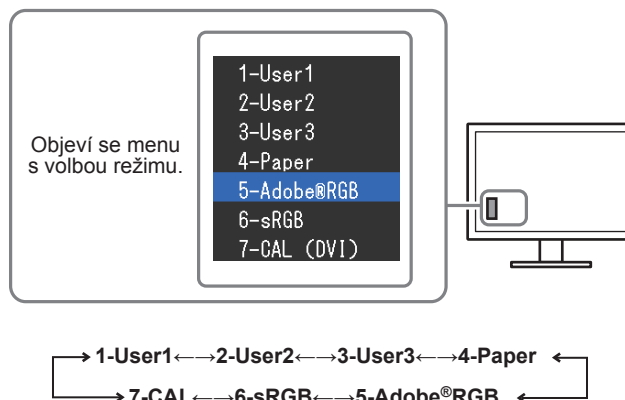 Objeví se menu
s volbou režimu.
1-User1
2-User2
3-User3
4-Paper
5-Adobe®RGB
6-sRGB
7-CAL (DVI)
1-User1←→2-User2←→3-User3←→4-Paper
7-CAL←→6-sRGB←→5-Adobe®RGB